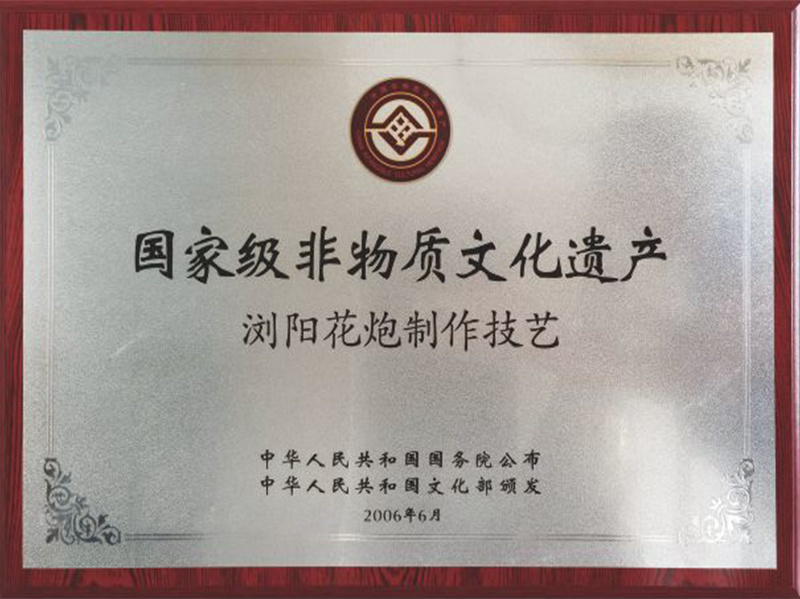 国家级非物质文化遗产
浏阳花炮制作技艺
中华人民共和国国务院公布
中华人民共和国文化部颁发
2006年6月